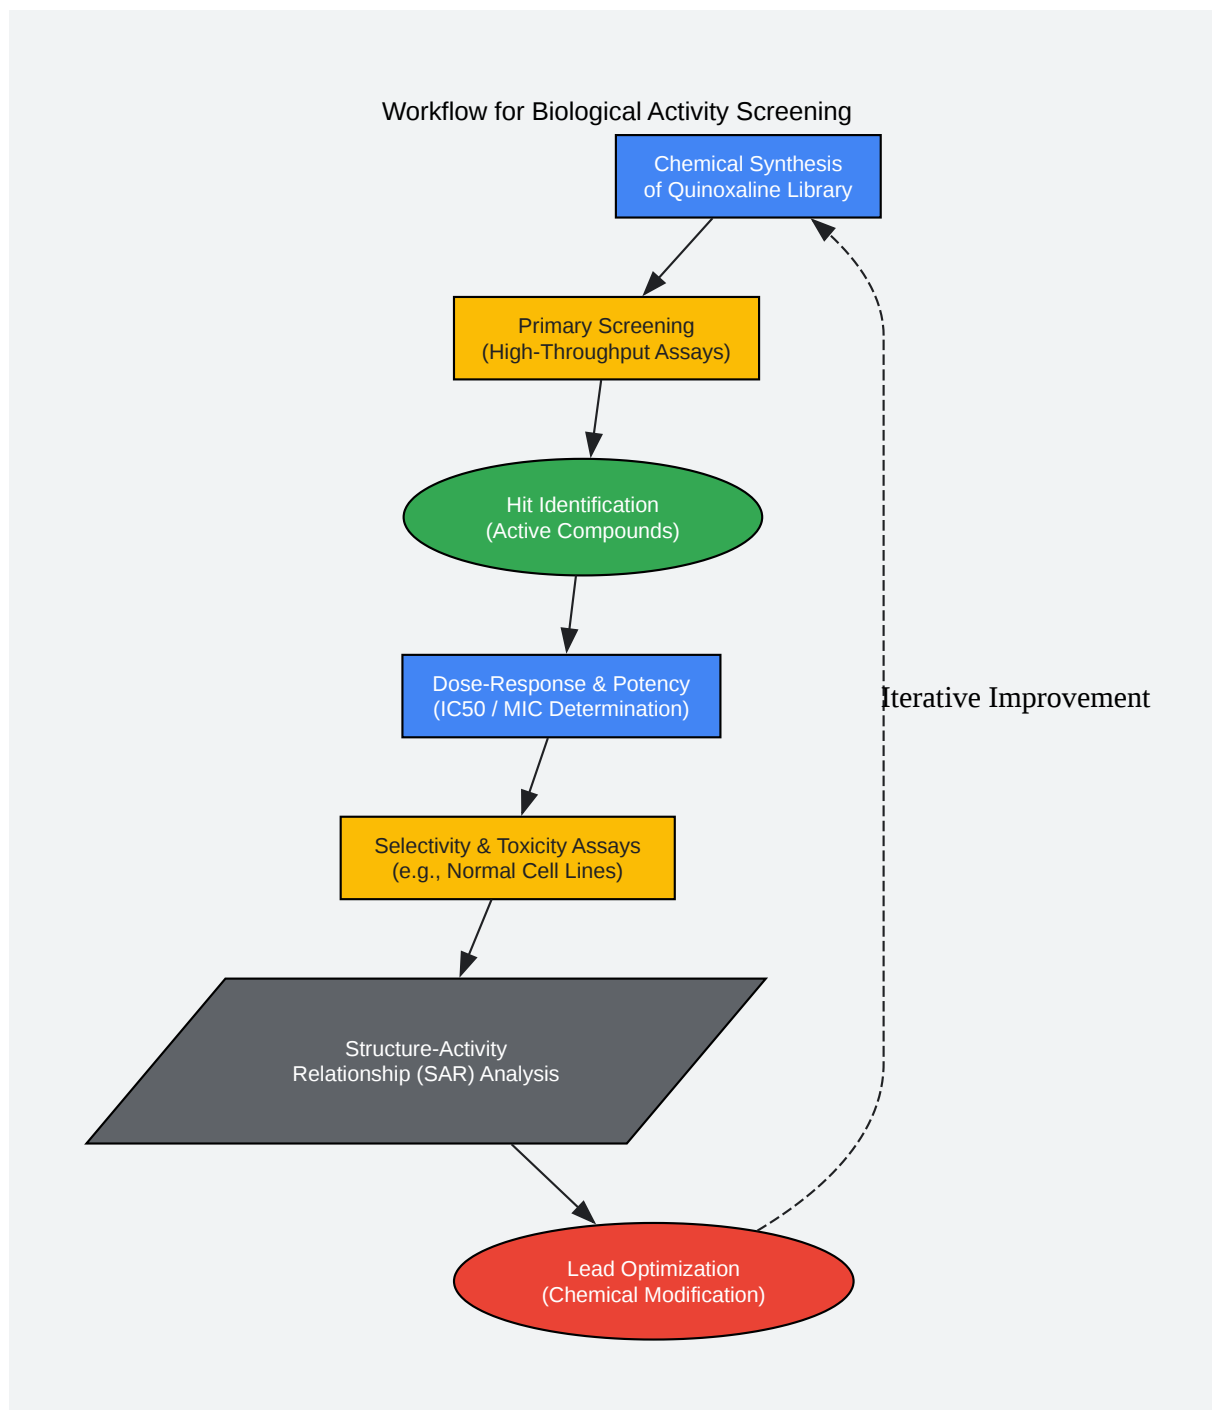 Workflow for Biological Activity Screening
Chemical Synthesis
of Quinoxaline Library
Primary Screening
(High-Throughput Assays)
Hit Identification
(Active Compounds)
Dose-Response & Potency
(IC50 / MIC Determination)
Iterative Improvement
Selectivity & Toxicity Assays
(e.g., Normal Cell Lines)
Structure-Activity
Relationship (SAR) Analysis
Lead Optimization
(Chemical Modification)